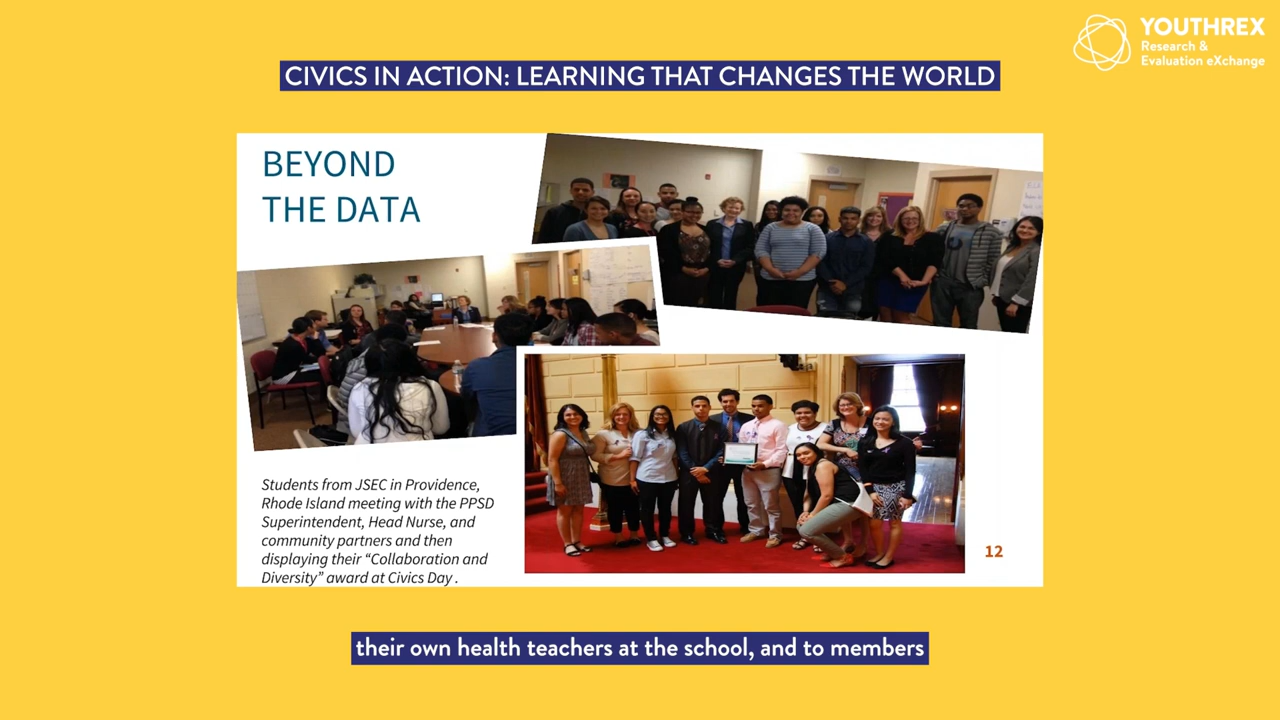 YOUTHREX
Research &
Evaluation eXchange
CIVICS IN ACTION: LEARNING THAT CHANGES THE WORLD
BEYOND
THE DATA
Students from JSEC in Providence,
Rhode Island meeting with the PPSD
Superintendent, Head Nurse, and
community partners and then
displaying their “Collaboration and
Diversity” award at Civics Day .
12
their own health teachers at the school, and to members